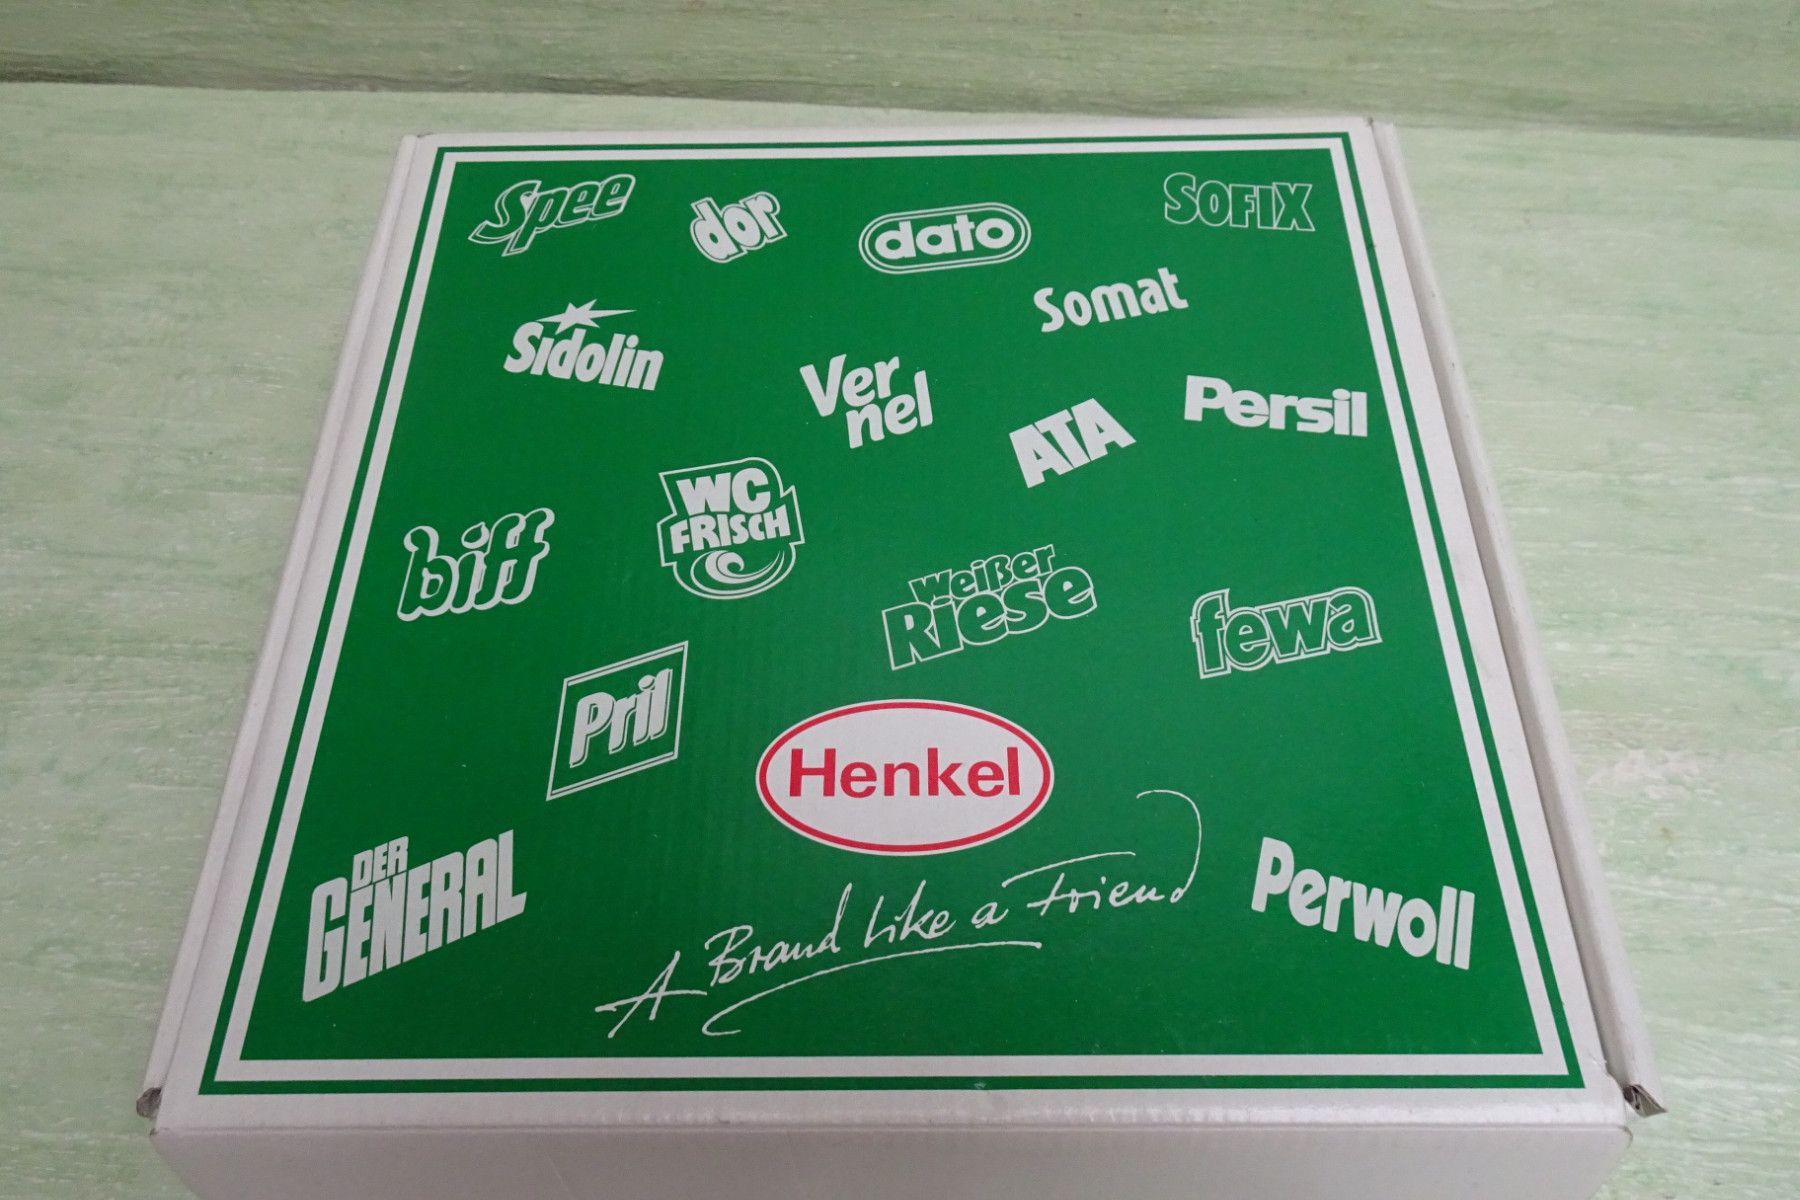 Spee
dor
dato
SOFIX
Sidolin
Somat
Ver
nel
ATA
Persil
WC
FRISCH
biff
Weißer
Riese
fewa
Pril
Henkel
DER
GENERAL
A Brand like a Friend
Perwoll